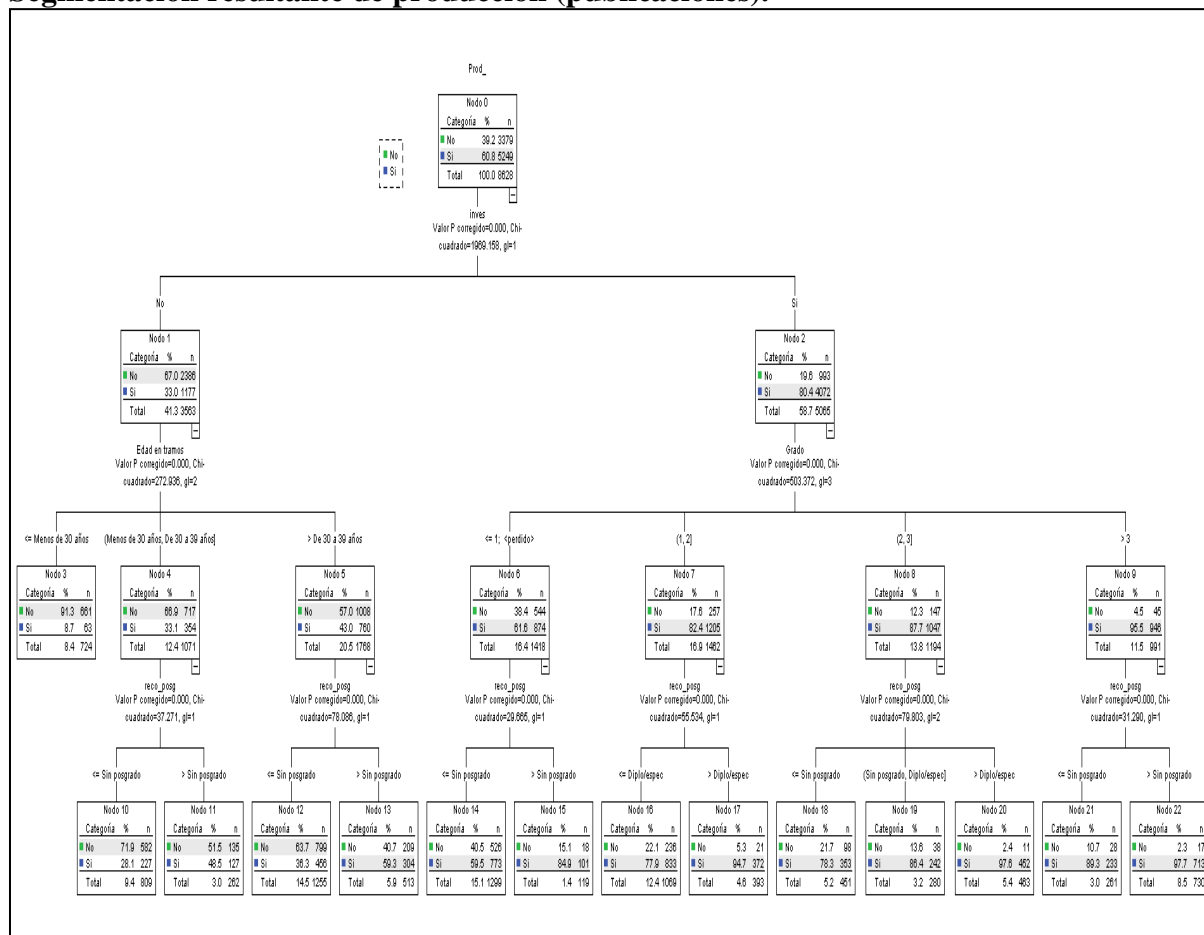 Segmentación resultante de producción (publicaciones).
Prod_
Nodo 0
Categoría % n
No 39.2 3379
Si 60.8 5249
Total 100.0 8628
No
Si
inves
Valor P corregido=0.000, Chi-
cuadrado=1969.158, gl=1
No
Si
Nodo 1
Categoría % n
No 67.0 2386
Si 33.0 1177
Total 41.3 3563
Nodo 2
Categoría % n
No 19.6 993
Si 80.4 4072
Total 58.7 5065
Edad en tramos
Valor P corregido=0.000, Chi-
cuadrado=272.936, gl=2
Grado
Valor P corregido=0.000, Chi-
cuadrado=503.372, gl=3
<= Menos de 30 años
(Menos de 30 años, De 30 a 39 años]
> De 30 a 39 años
<= 1; <perdido>
(1, 2]
(2, 3]
> 3
Nodo 3
Categoría % n
No 91.3 661
Si 8.7 63
Total 8.4 724
Nodo 4
Categoría % n
No 66.9 717
Si 33.1 354
Total 12.4 1071
Nodo 5
Categoría % n
No 57.0 1008
Si 43.0 760
Total 20.5 1768
Nodo 6
Categoría % n
No 38.4 544
Si 61.6 874
Total 16.4 1418
Nodo 7
Categoría % n
No 17.6 257
Si 82.4 1205
Total 16.9 1462
Nodo 8
Categoría % n
No 12.3 147
Si 87.7 1047
Total 13.8 1194
Nodo 9
Categoría % n
No 4.5 45
Si 95.5 946
Total 11.5 991
reco_posg
Valor P corregido=0.000, Chi-
cuadrado=37.271, gl=1
reco_posg
Valor P corregido=0.000, Chi-
cuadrado=78.086, gl=1
reco_posg
Valor P corregido=0.000, Chi-
cuadrado=29.665, gl=1
reco_posg
Valor P corregido=0.000, Chi-
cuadrado=55.534, gl=1
reco_posg
Valor P corregido=0.000, Chi-
cuadrado=79.803, gl=2
reco_posg
Valor P corregido=0.000, Chi-
cuadrado=31.290, gl=1
<= Sin posgrado
> Sin posgrado
<= Sin posgrado
> Sin posgrado
<= Sin posgrado
> Sin posgrado
<= Diplo/espec
> Diplo/espec
<= Sin posgrado
(Sin posgrado, Diplo/espec]
> Diplo/espec
<= Sin posgrado
> Sin posgrado
Nodo 10
Categoría % n
No 71.9 582
Si 28.1 227
Total 9.4 809
Nodo 11
Categoría % n
No 51.5 135
Si 48.5 127
Total 3.0 262
Nodo 12
Categoría % n
No 63.7 799
Si 36.3 456
Total 14.5 1255
Nodo 13
Categoría % n
No 40.7 209
Si 59.3 304
Total 5.9 513
Nodo 14
Categoría % n
No 40.5 526
Si 59.5 773
Total 15.1 1299
Nodo 15
Categoría % n
No 15.1 18
Si 84.9 101
Total 1.4 119
Nodo 16
Categoría % n
No 22.1 236
Si 77.9 833
Total 12.4 1069
Nodo 17
Categoría % n
No 5.3 21
Si 94.7 372
Total 4.6 393
Nodo 18
Categoría % n
No 21.7 98
Si 78.3 353
Total 5.2 451
Nodo 19
Categoría % n
No 13.6 38
Si 86.4 242
Total 3.2 280
Nodo 20
Categoría % n
No 2.4 11
Si 97.6 452
Total 5.4 463
Nodo 21
Categoría % n
No 10.7 28
Si 89.3 233
Total 3.0 261
Nodo 22
Categoría % n
No 2.3 17
Si 97.7 713
Total 8.5 730